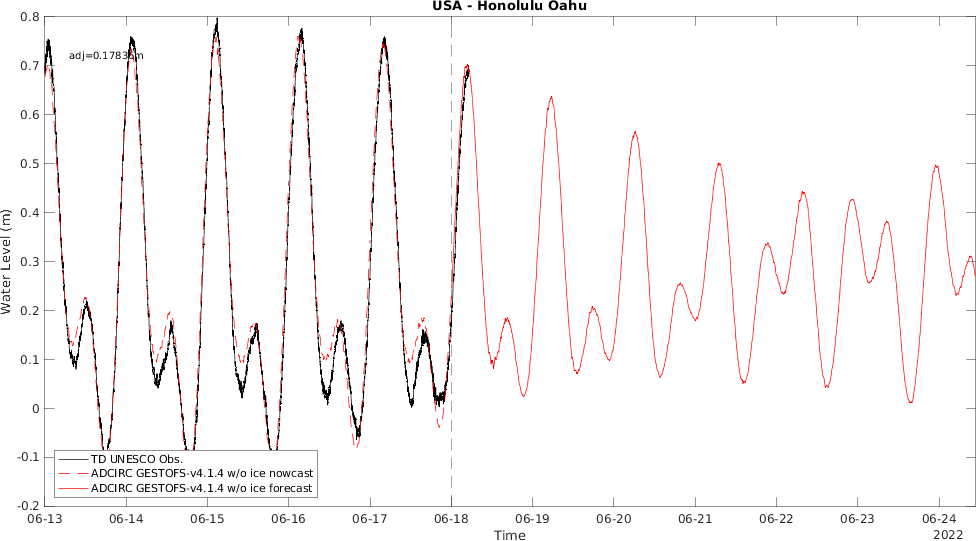 USA - Honolulu Oahu
0.8
0.7
0.6
0.5
0.4
0.3
0.2
0.1
0
-0.1
-0.2
Water Level (m)
TD UNESCO Obs.
ADCIRC GESTOFS-v4.1.4 w/o ice nowcast
ADCIRC GESTOFS-v4.1.4 w/o ice forecast
06-13 06-14 06-15 06-16 06-17 06-18 06-19 06-20 06-21 06-22 06-23 06-24
Time
2022